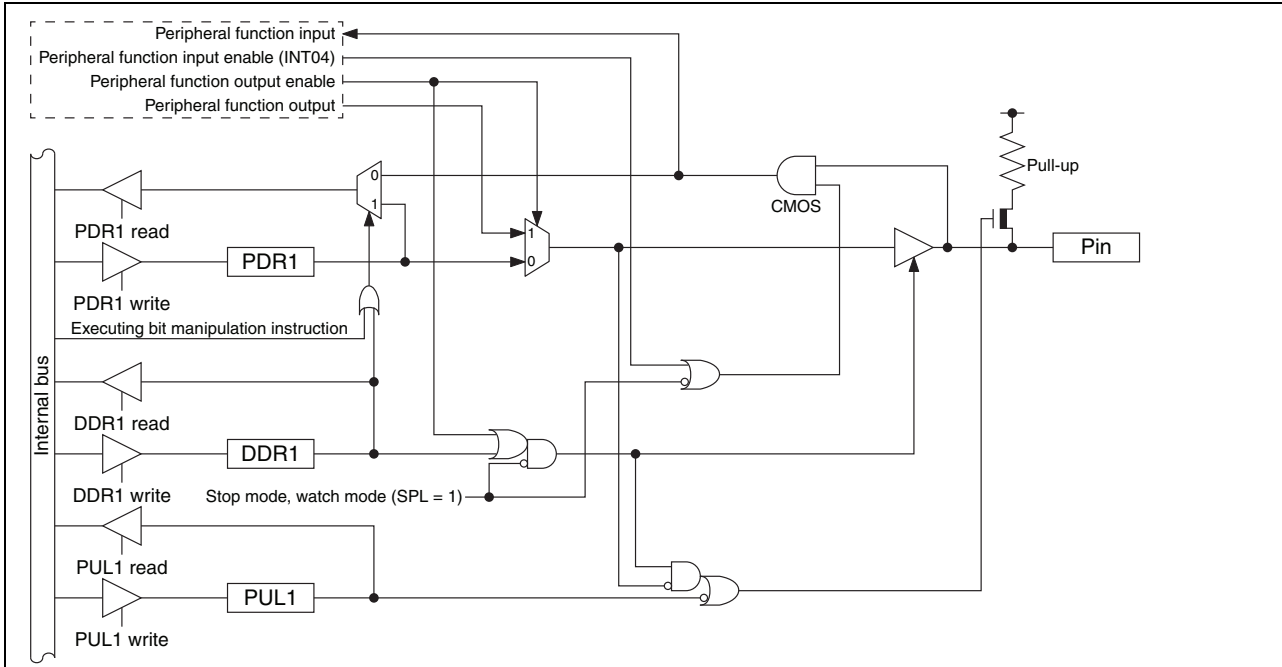 Peripheral function input
Peripheral function input enable (INT04)
Peripheral function output enable
Peripheral function output
Pull-up
0
1
CMOS
PDR1 read
1
0
Pin
PDR1
PDR1 write
Executing bit manipulation instruction
Internal bus
DDR1 read
DDR1
DDR1 write
Stop mode, watch mode (SPL = 1)
PUL1 read
PUL1
PUL1 write